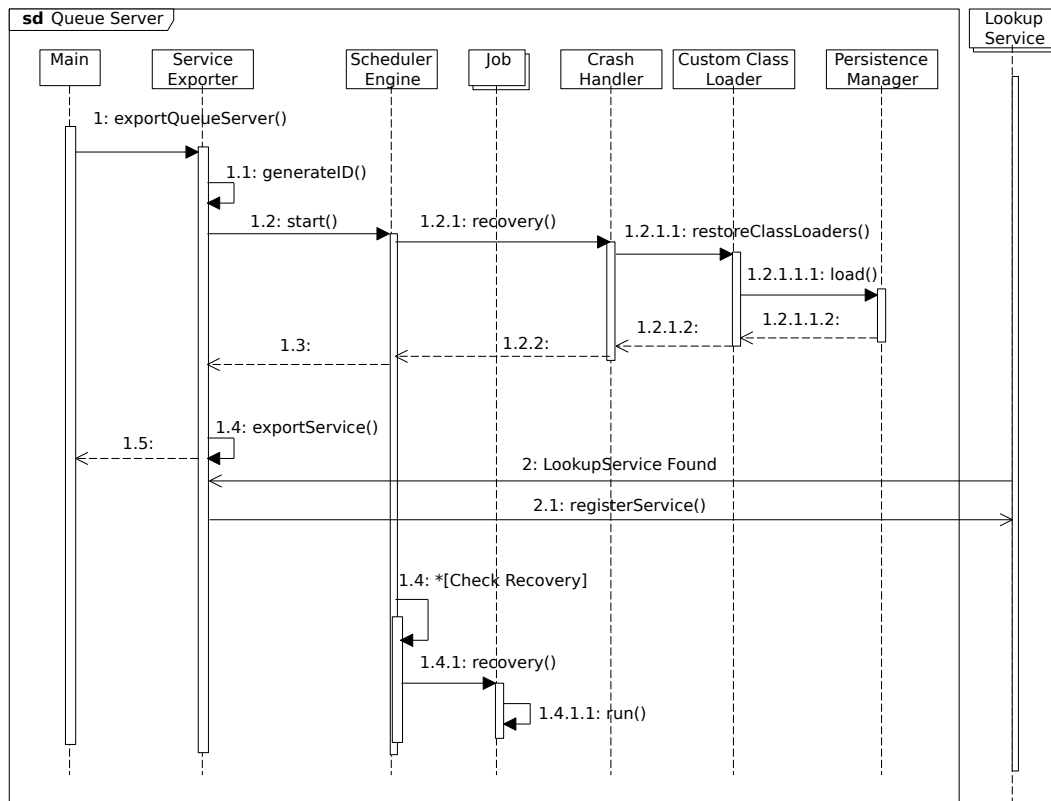 sd Queue Server
Lookup
Service
Main
Service
Exporter
Scheduler
Engine
Job
Crash
Handler
Custom Class
Loader
Persistence
Manager
1: exportQueueServer()
1.1: generateID()
1.2: start()
1.2.1: recovery()
1.2.1.1: restoreClassLoaders()
1.2.1.1.1: load()
1.2.1.1.2:
1.2.1.2:
1.2.2:
1.3:
1.4: exportService()
1.5:
2: LookupService Found
2.1: registerService()
1.4: *[Check Recovery]
1.4.1: recovery()
1.4.1.1: run()